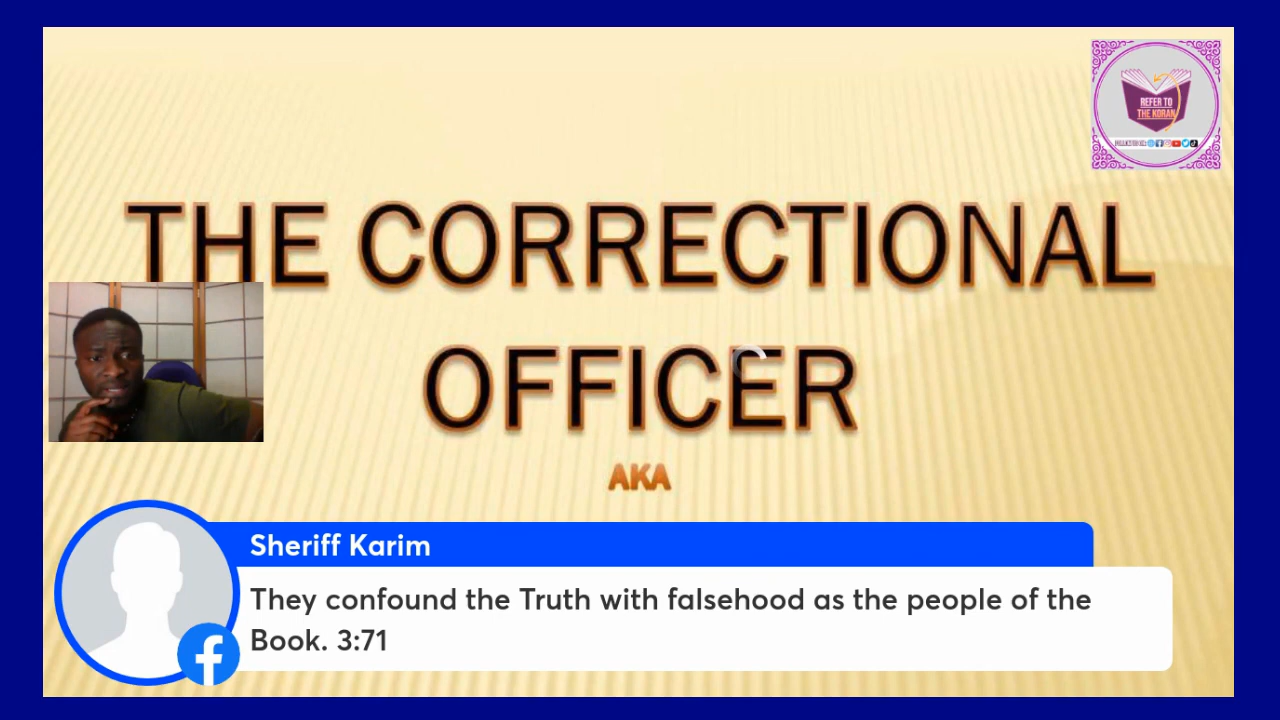 REFER TO
THE KORAN
THE CORRECTIONAL
OFFICER
AKA
Sheriff Karim
They confound the Truth with falsehood as the people of the
Book. 3:71